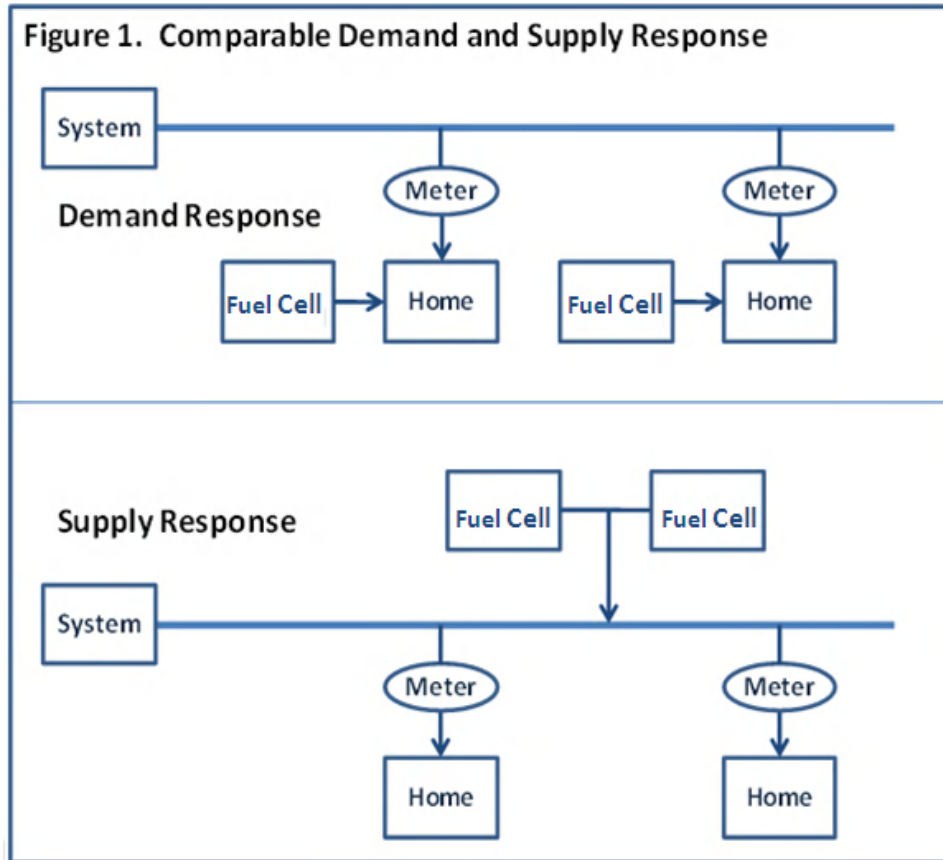 Figure 1.  Comparable Demand and Supply Response
System
Meter
Meter
Demand Response
Fuel Cell
Home
Fuel Cell
Home
Fuel Cell
Fuel Cell
Supply Response
System
Meter
Meter
Home
Home